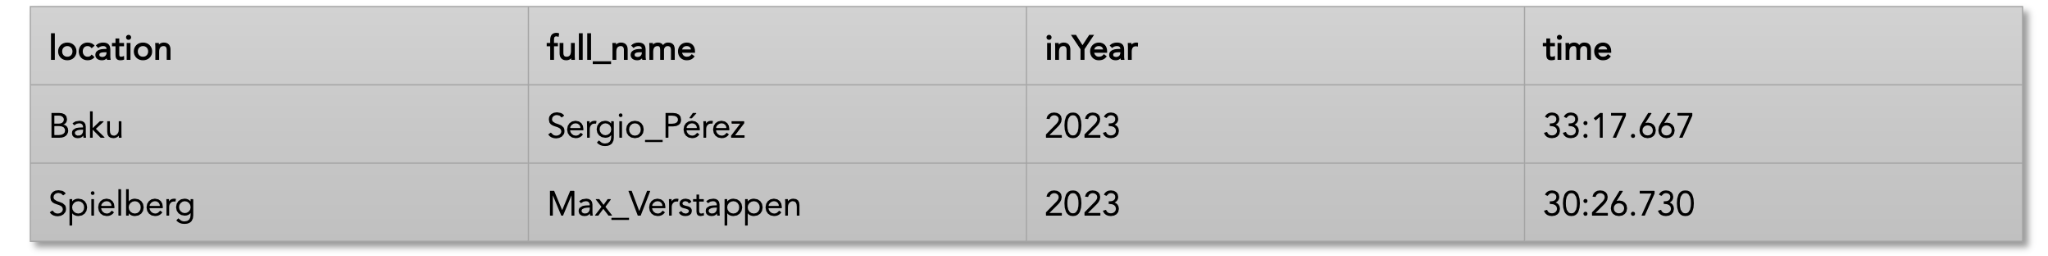 location full_name inYear time
Baku Sergio_Pérez 2023 33:17.667
Spielberg Max_Verstappen 2023 30:26.730